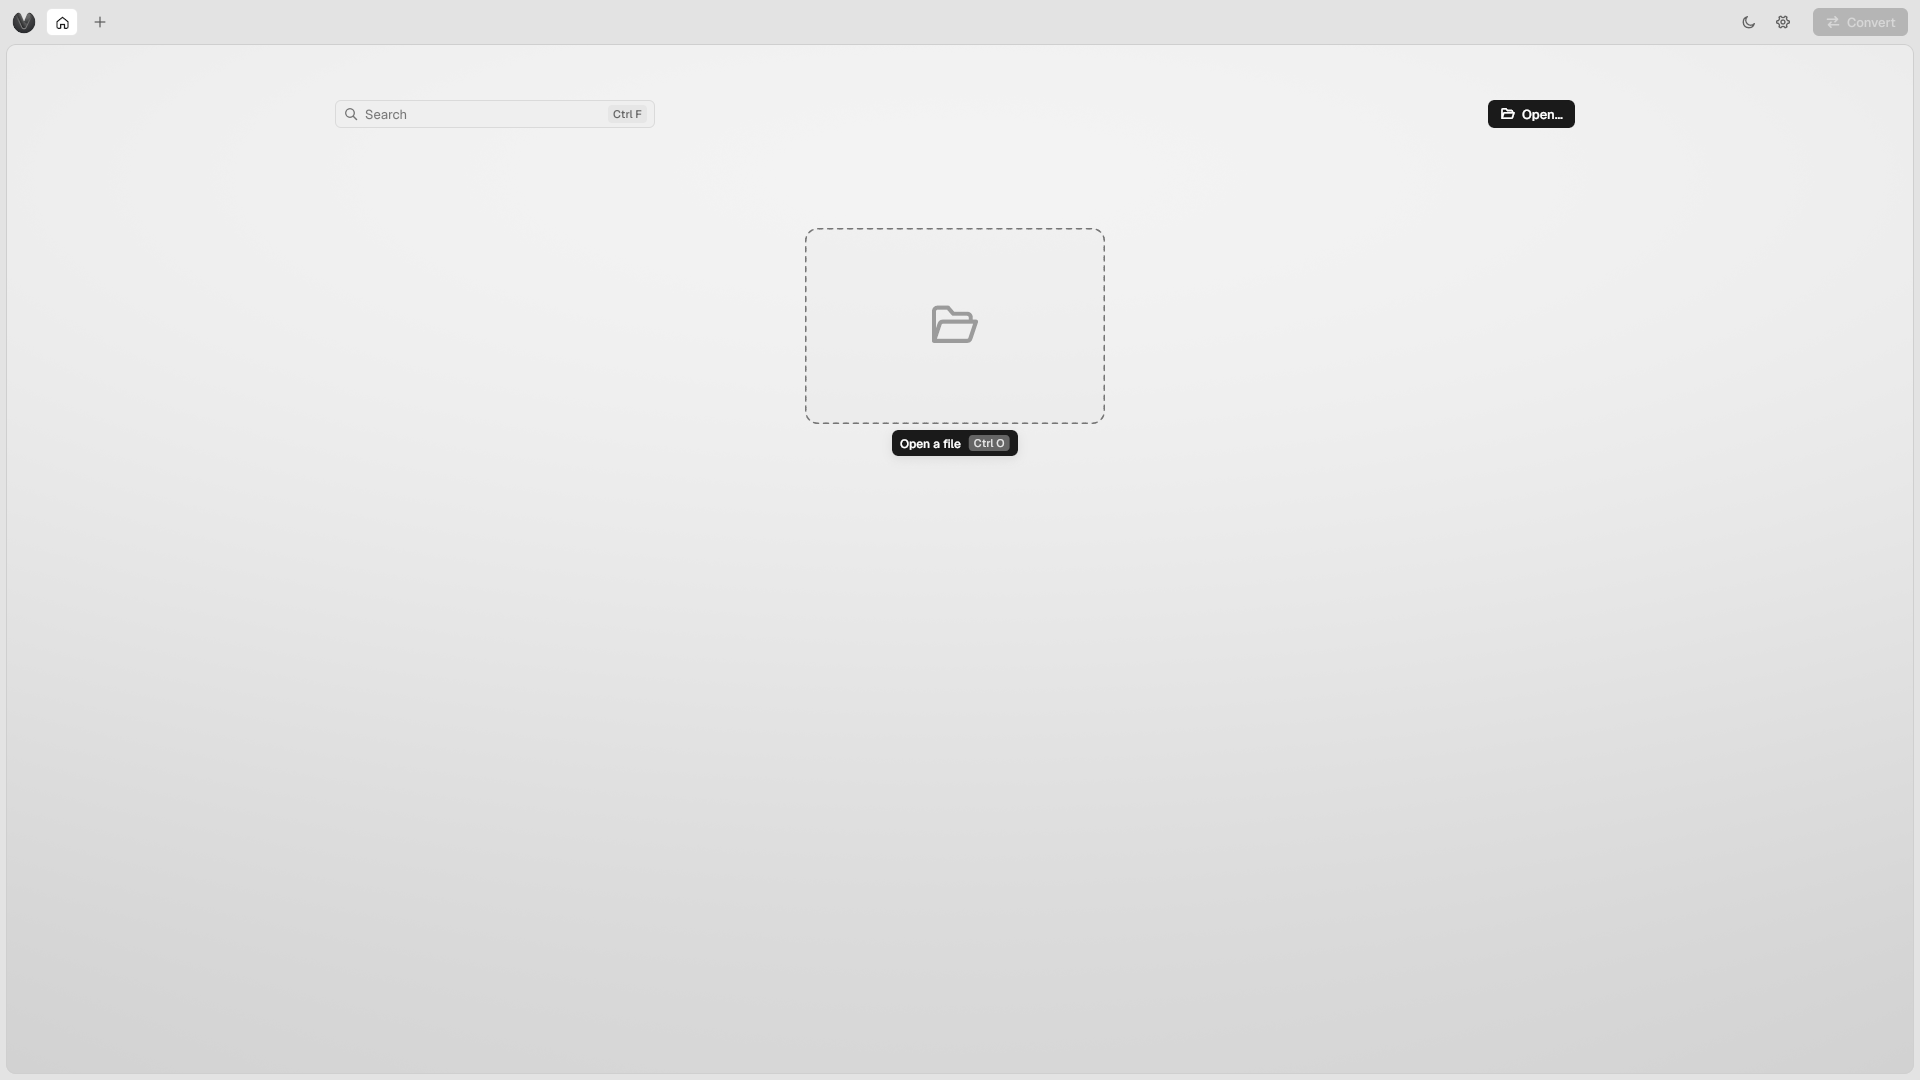 Convert
Search
Ctrl F
Open...
Open a file
Ctrl O